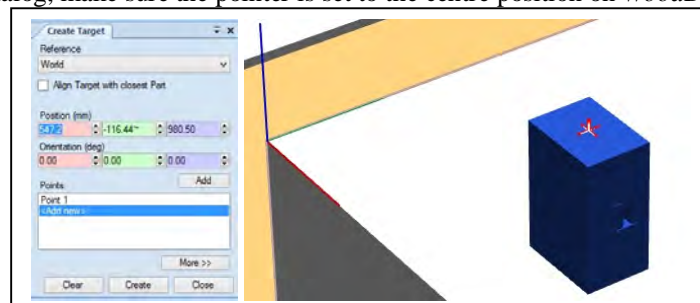 alog, make sure the pointer is set to the centre position on
Create Target
Reference
World
Align Target with closest Part
Position (mm)
547.2 -116.44~ 980.50
Orientation (deg)
0.00 0.00 0.00
Add
Points
Point 1
<Add new>
More >>
Clear Create Close